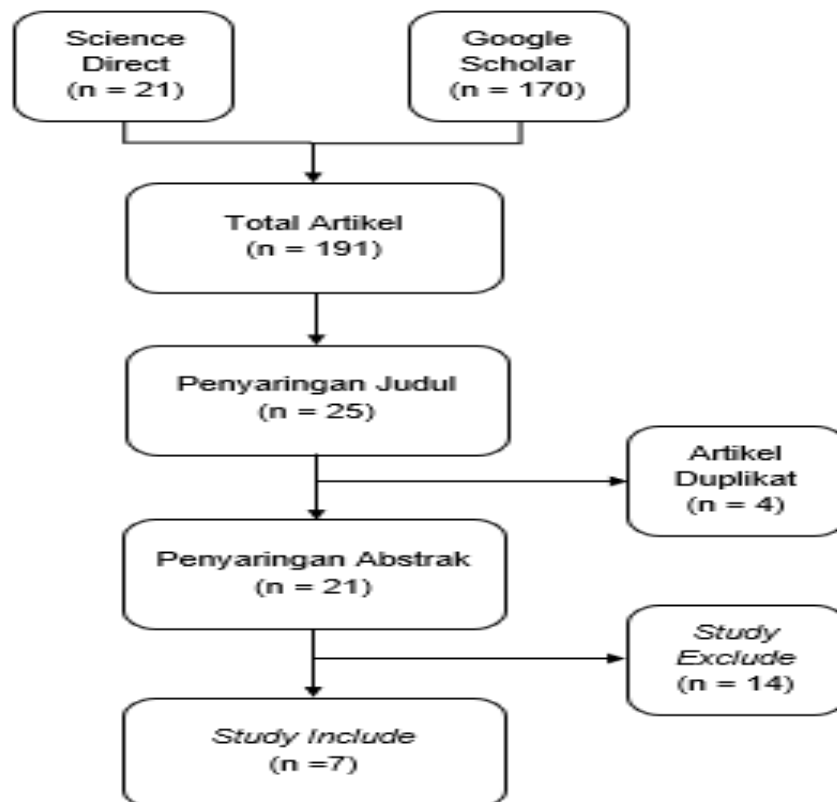 Science
Direct
(n = 21)
Google
Scholar
(n = 170)
Total Artikel
(n = 191)
Penyaringan Judul
(n = 25)
Artikel
Duplikat
(n = 4)
Penyaringan Abstrak
(n = 21)
Study
Exclude
(n = 14)
Study Include
(n =7)